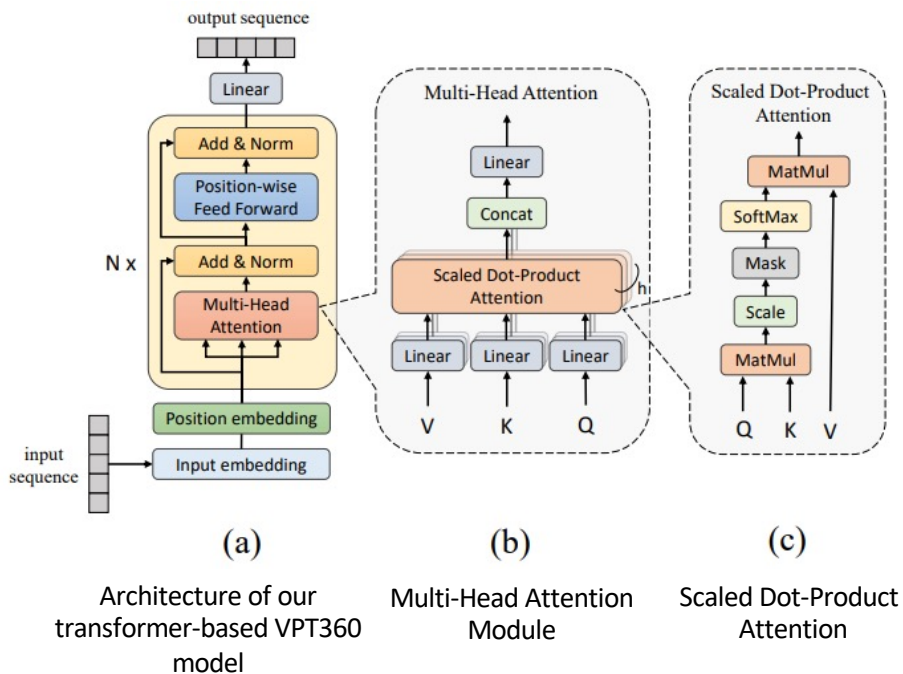 output sequence
Linear
Add & Norm
Position-wise
Feed Forward
N x
Add & Norm
Multi-Head
Attention
Position embedding
input
sequence
Input embedding
Multi-Head Attention
Linear
Concat
Scaled Dot-Product
Attention
h
Linear
Linear
Linear
V
K
Q
Scaled Dot-Product
Attention
MatMul
SoftMax
Mask
Scale
MatMul
Q
K
V
(a)
(b)
(c)
Architecture of our
transformer-based VPT360
model
Multi-Head Attention
Module
Scaled Dot-Product
Attention